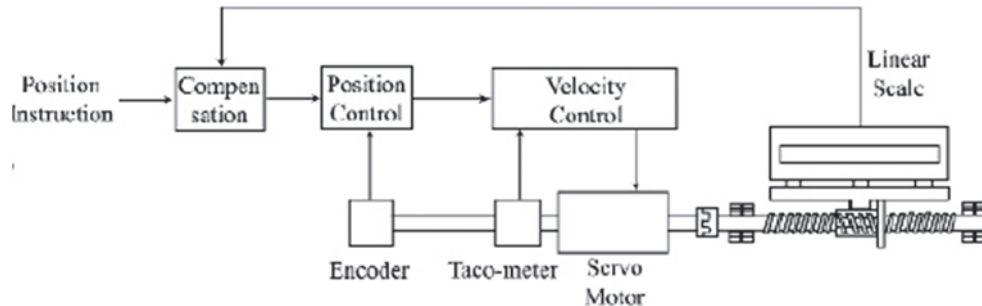 Position
Instruction
Compen
sation
Position
Control
Velocity
Control
Linear
Scale
Encoder
Taco-meter
Servo
Motor